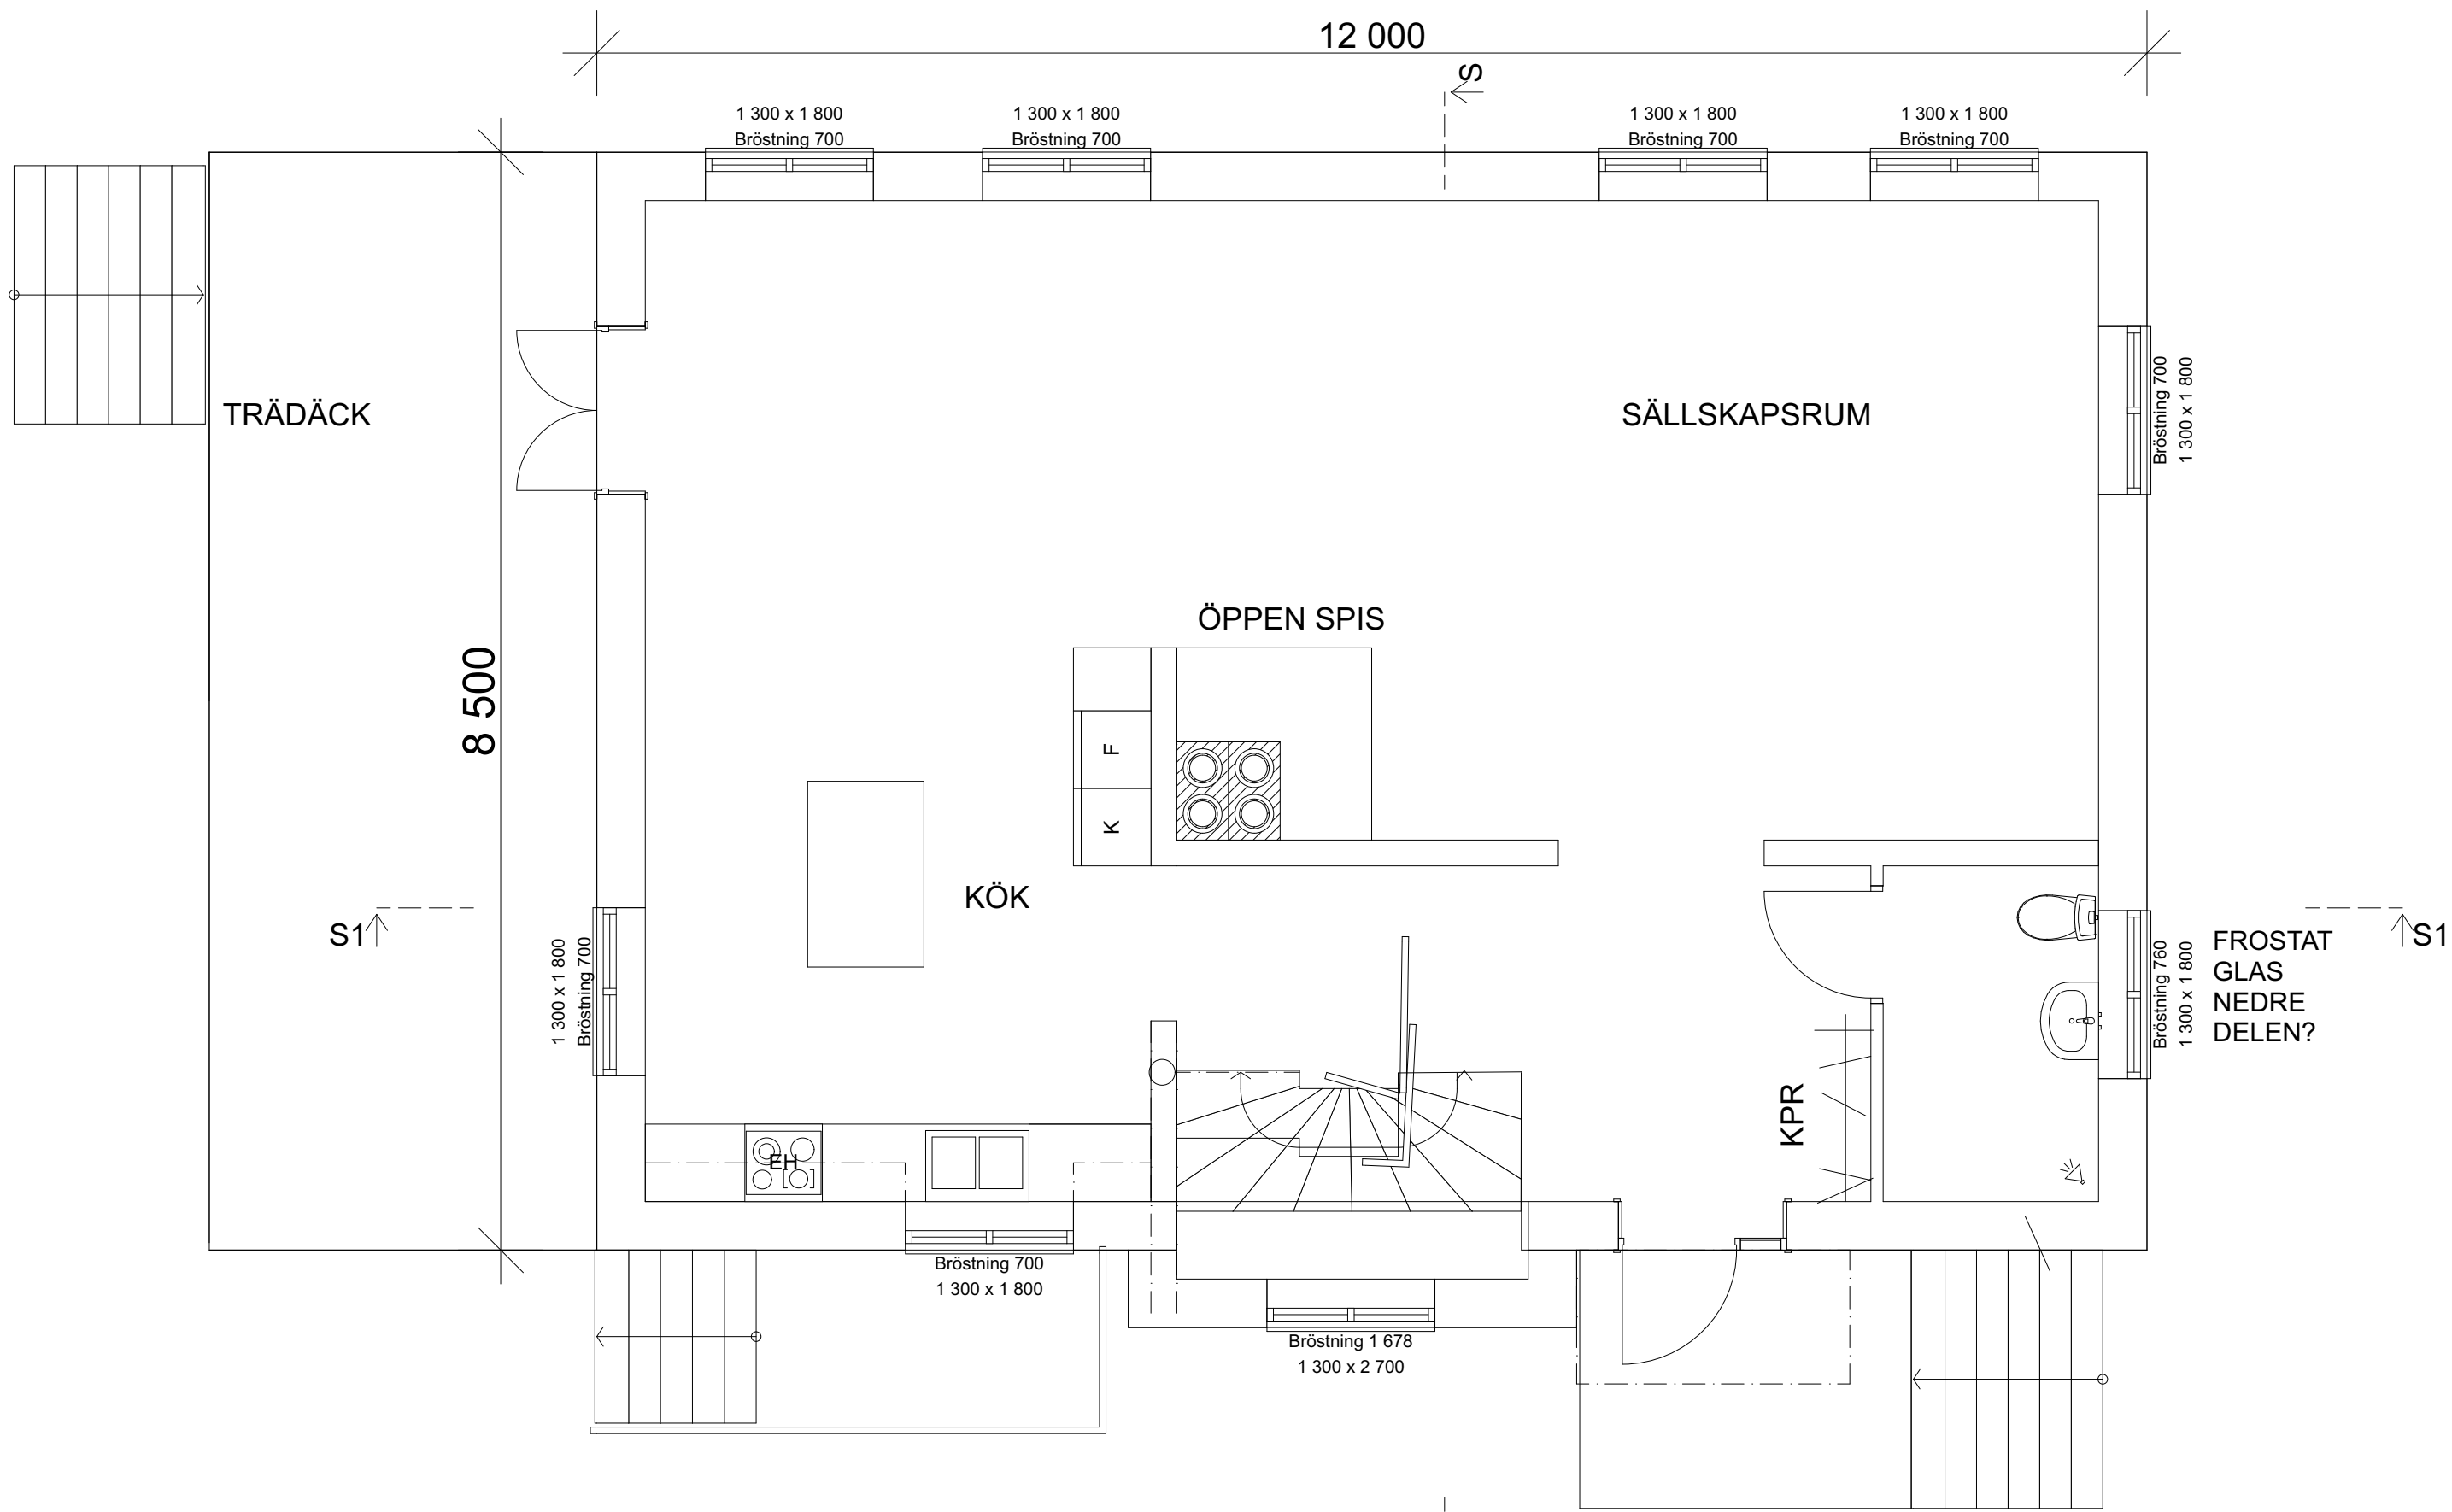 12 000
S
1 300 x 1 800
Bröstning 700
1 300 x 1 800
Bröstning 700
1 300 x 1 800
Bröstning 700
1 300 x 1 800
Bröstning 700
TRÄDÄCK
SÄLLSKAPSRUM
Bröstning 700
1 300 x 1 800
ÖPPEN SPIS
8 500
F
K
KÖK
S1
1 300 x 1 800
Bröstning 700
Bröstning 760
1 300 x 1 800
FROSTAT
GLAS
NEDRE
DELEN?
S1
KPR
EH
Bröstning 700
1 300 x 1 800
Bröstning 1 678
1 300 x 2 700